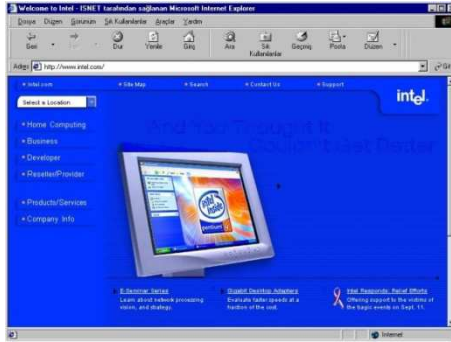 Welcome to Intel - ISNET tarafından sağlanan Microsoft Internet Explorer
Dosya Düzen Görünüm Sık Kullanılanlar Araçlar Yardım
Geri
Dur Yenile Giriş Ara Sık Kullanılanlar Geçmiş Posta Düzen
Adres http://www.intel.com/ Git
intel.com Site Map Search Contact Us Support
Select a Location
intel.
Home Computing
Business
Developer
Reseller/Provider
Products/Services
Company Info
And You Thought It
Couldn't Get Better
intel inside
pentium 4
E-Seminar Series
Learn about network processing
vision, and strategy.
Gigabit Desktop Adapters
Evaluate faster speeds at a
fraction of the cost.
Intel Responds: Relief Efforts
Offering support to the victims of
the tragic events on Sept. 11.
Internet